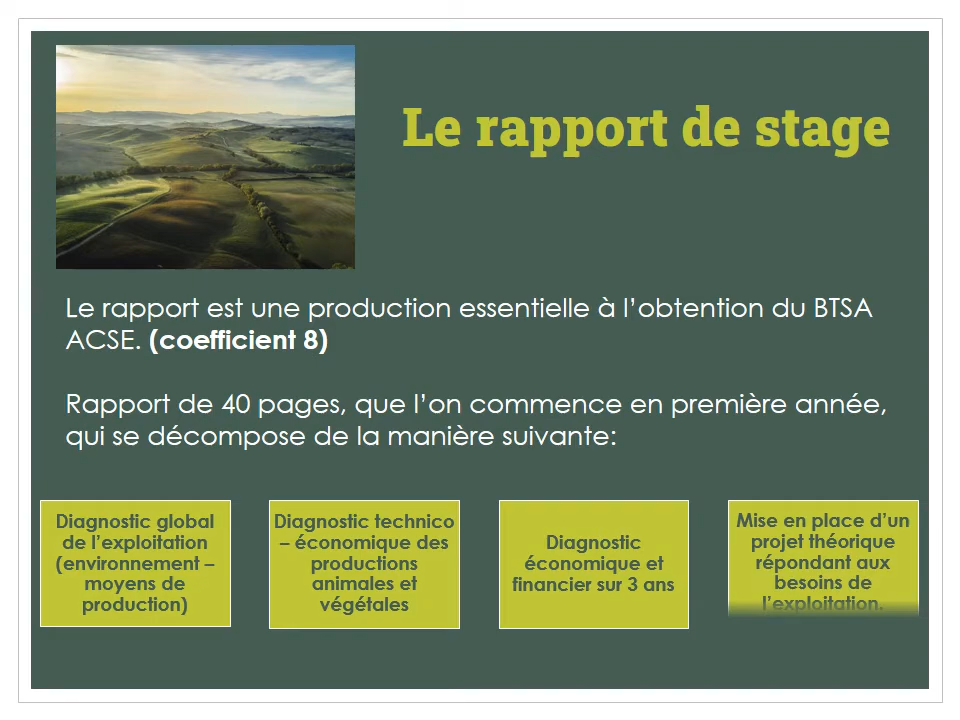 Le rapport de stage
Le rapport est une production essentielle à l’obtention du BTSA
ACSE. (coefficient 8)
Rapport de 40 pages, que l’on commence en première année,
qui se décompose de la manière suivante:
Diagnostic global
de l’exploitation
(environnement –
moyens de
production)
Diagnostic technico
– économique des
productions
animales et
végétales
Diagnostic
économique et
financier sur 3 ans
Mise en place d’un
projet théorique
répondant aux
besoins de
l’exploitation.